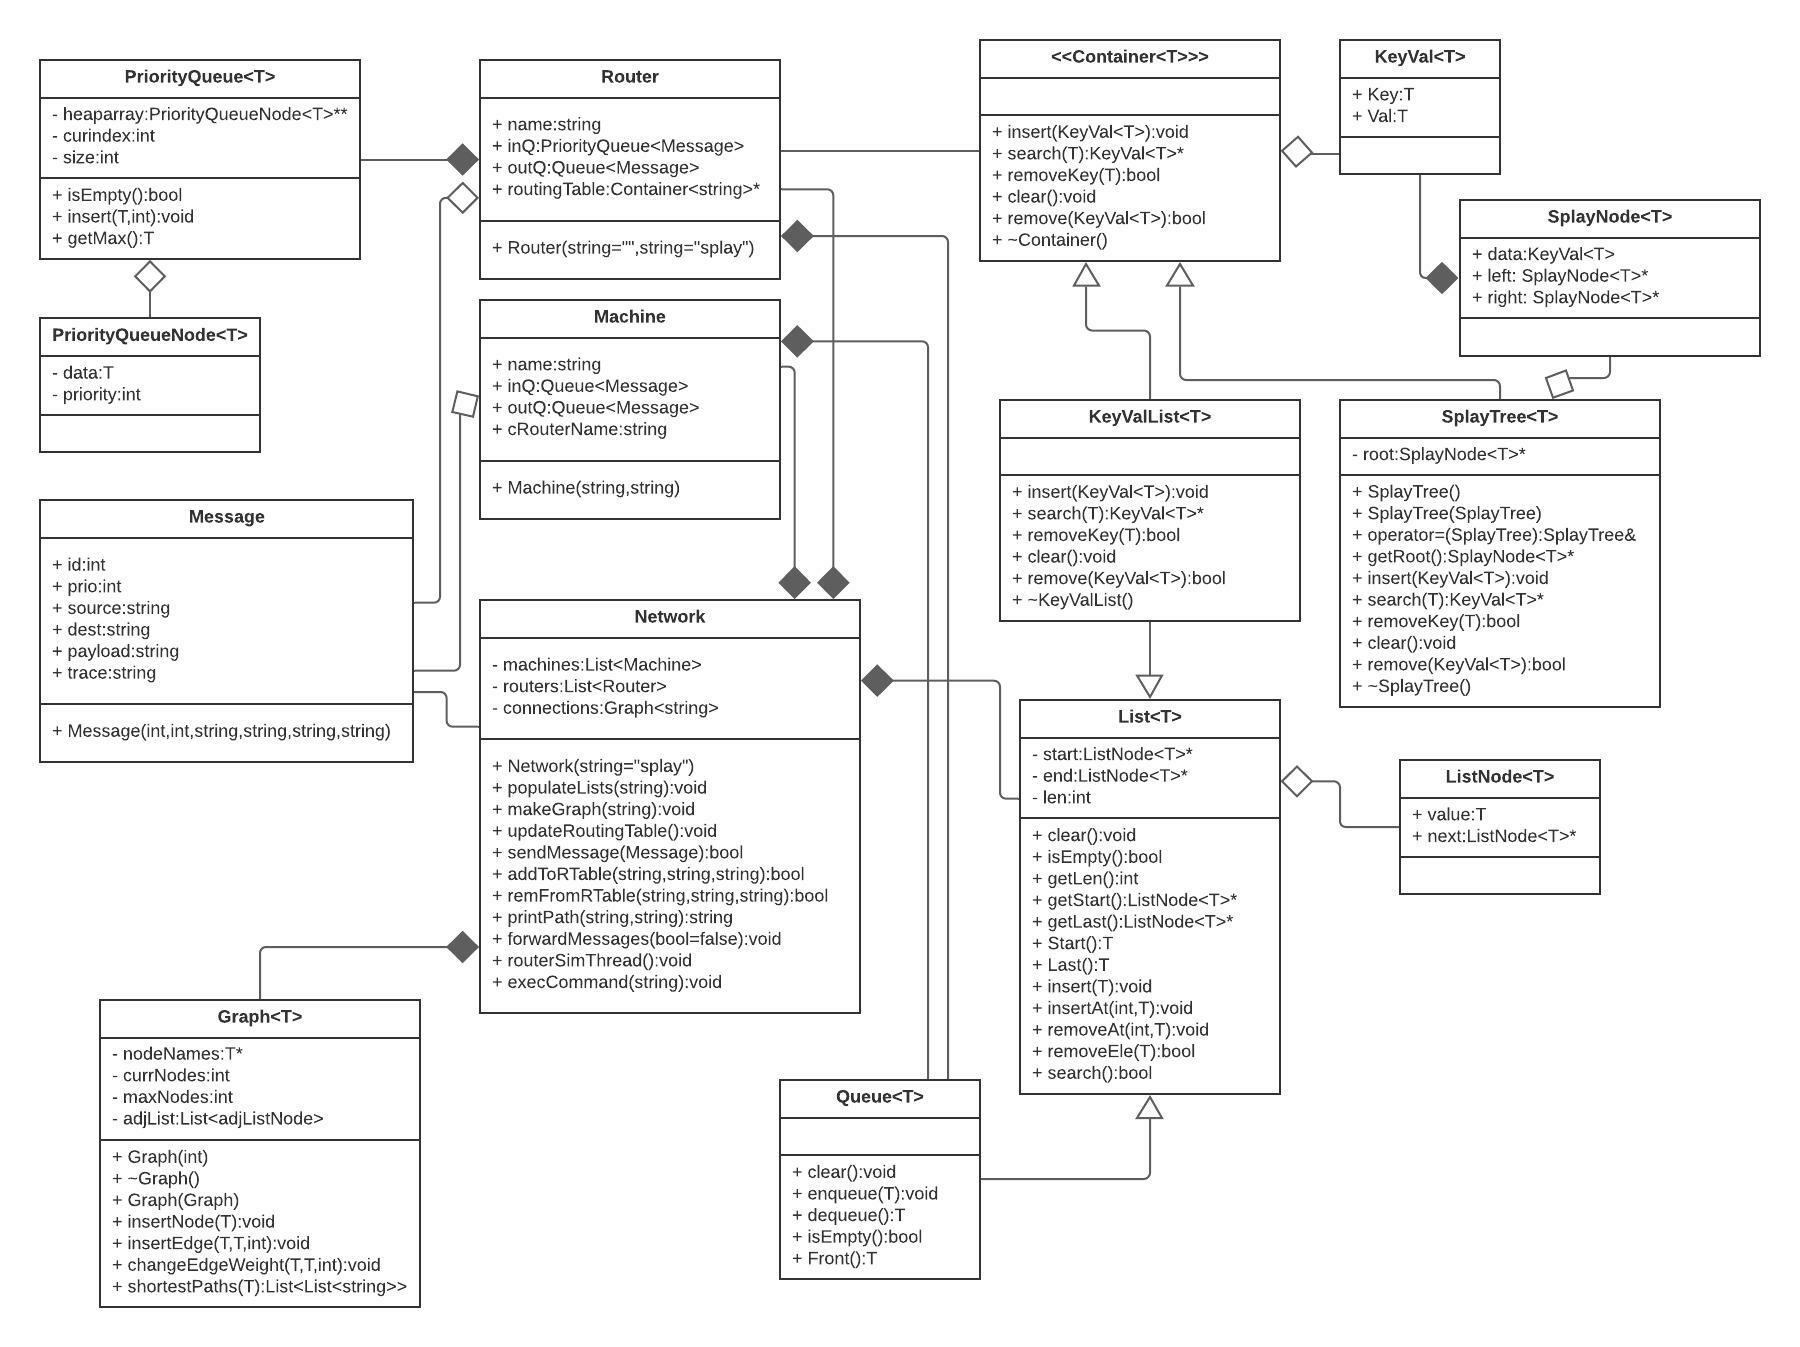 PriorityQueue<T>
- heaparray:PriorityQueueNode<T>**
- curindex:int
- size:int
+ isEmpty():bool
+ insert(T,int):void
+ getMax():T
PriorityQueueNode<T>
- data:T
- priority:int
Message
+ id:int
+ prio:int
+ source:string
+ dest:string
+ payload:string
+ trace:string
+ Message(int,int,string,string,string,string)
Graph<T>
- nodeNames:T*
- currNodes:int
- maxNodes:int
- adjList:List<adjListNode>
+ Graph(int)
+ ~Graph()
+ Graph(Graph)
+ insertNode(T):void
+ insertEdge(T,T,int):void
+ changeEdgeWeight(T,T,int):void
+ shortestPaths(T):List<List<string>>
Router
+ name:string
+ inQ:PriorityQueue<Message>
+ outQ:Queue<Message>
+ routingTable:Container<string>*
+ Router(string="",string="splay")
Machine
+ name:string
+ inQ:Queue<Message>
+ outQ:Queue<Message>
+ cRouterName:string
+ Machine(string,string)
Network
- machines:List<Machine>
- routers:List<Router>
- connections:Graph<string>
+ Network(string="splay")
+ populateLists(string):void
+ makeGraph(string):void
+ updateRoutingTable():void
+ sendMessage(Message):bool
+ addToRTable(string,string,string):bool
+ remFromRTable(string,string,string):bool
+ printPath(string,string):string
+ forwardMessages(bool=false):void
+ routerSimThread():void
+ execCommand(string):void
Queue<T>
+ clear():void
+ enqueue(T):void
+ dequeue():T
+ isEmpty():bool
+ Front():T
<<Container<T>>>
+ insert(KeyVal<T>):void
+ search(T):KeyVal<T>*
+ removeKey(T):bool
+ clear():void
+ remove(KeyVal<T>):bool
+ ~Container()
KeyVal<T>
+ Key:T
+ Val:T
SplayNode<T>
+ data:KeyVal<T>
+ left: SplayNode<T>*
+ right: SplayNode<T>*
KeyValList<T>
+ insert(KeyVal<T>):void
+ search(T):KeyVal<T>*
+ removeKey(T):bool
+ clear():void
+ remove(KeyVal<T>):bool
+ ~KeyValList()
SplayTree<T>
- root:SplayNode<T>*
+ SplayTree()
+ SplayTree(SplayTree)
+ operator=(SplayTree):SplayTree&
+ getRoot():SplayNode<T>*
+ insert(KeyVal<T>):void
+ search(T):KeyVal<T>*
+ removeKey(T):bool
+ clear():void
+ remove(KeyVal<T>):bool
+ ~SplayTree()
List<T>
- start:ListNode<T>*
- end:ListNode<T>*
- len:int
+ clear():void
+ isEmpty():bool
+ getLen():int
+ getStart():ListNode<T>*
+ getLast():ListNode<T>*
+ Start():T
+ Last():T
+ insert(T):void
+ insertAt(int,T):void
+ removeAt(int,T):void
+ removeEle(T):bool
+ search():bool
ListNode<T>
+ value:T
+ next:ListNode<T>*